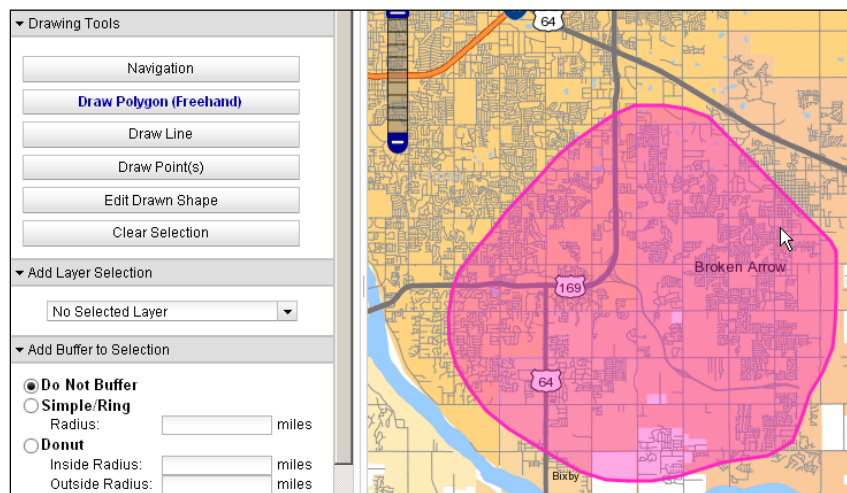 Drawing Tools
Navigation
Draw Polygon (Freehand)
Draw Line
Draw Point(s)
Edit Drawn Shape
Clear Selection
Add Layer Selection
No Selected Layer
Add Buffer to Selection
Do Not Buffer
Simple/Ring
Radius: miles
Donut
Inside Radius: miles
Outside Radius: miles
64
Broken Arrow
169
64
Bixby